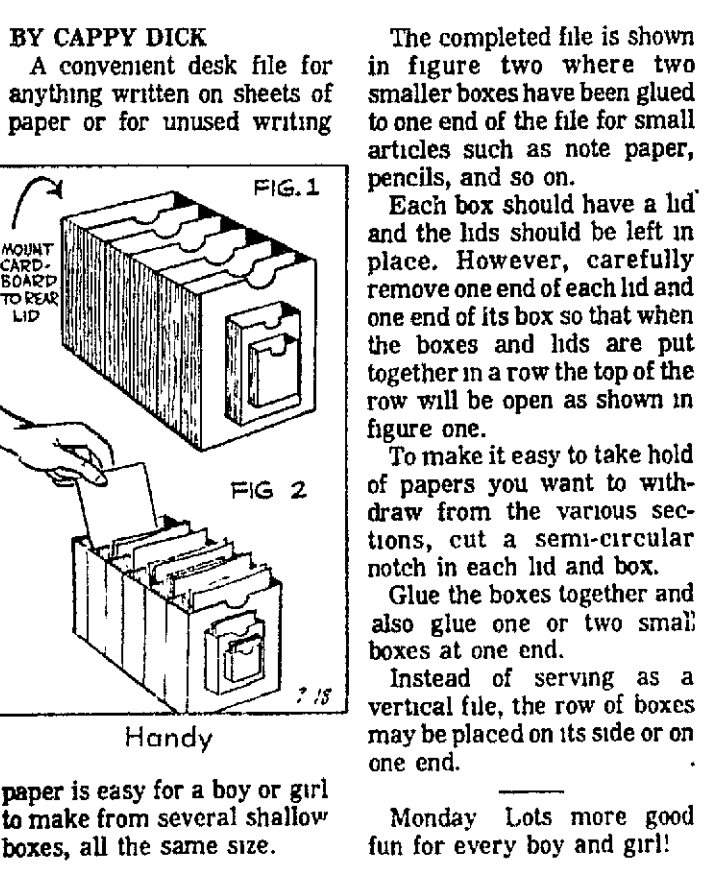 BY CAPPY DICK
A convenient desk file for
anything written on sheets of
paper or for unused writing
FIG. 1
MOUNT
CARD-
BOARD
TO REAR
LID
FIG 2
7 18
Handy
paper is easy for a boy or girl
to make from several shallow
boxes, all the same size.
The completed file is shown
in figure two where two
smaller boxes have been glued
to one end of the file for small
articles such as note paper,
pencils, and so on.
Each box should have a lid
and the lids should be left in
place. However, carefully
remove one end of each lid and
one end of its box so that when
the boxes and lids are put
together in a row the top of the
row will be open as shown in
figure one.
To make it easy to take hold
of papers you want to with-
draw from the various sec-
tions, cut a semi-circular
notch in each lid and box.
Glue the boxes together and
also glue one or two small
boxes at one end.
Instead of serving as a
vertical file, the row of boxes
may be placed on its side or on
one end.
Monday Lots more good
fun for every boy and girl!